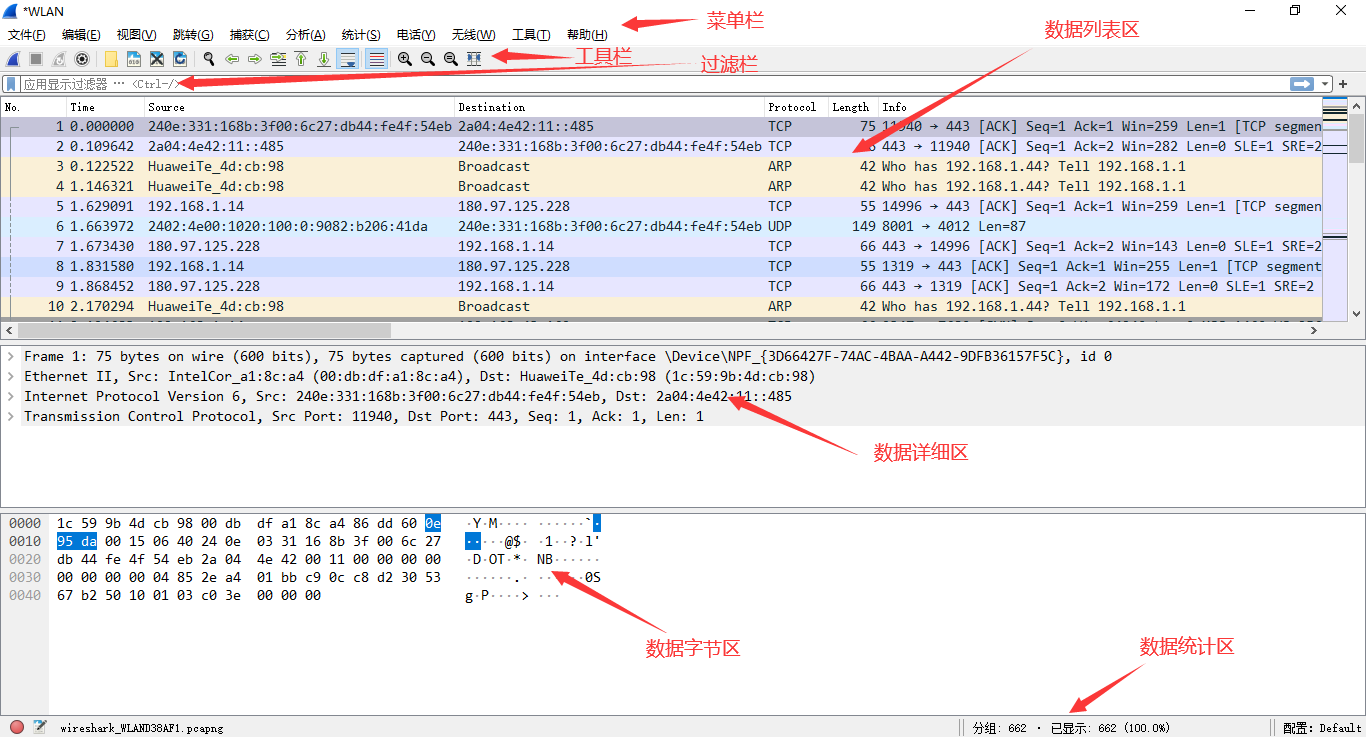 *WLAN
文件(F) 编辑(E) 视图(V) 跳转(G) 捕获(C) 分析(A) 统计(S) 电话(Y) 无线(W) 工具(T) 帮助(H)
菜单栏
工具栏
过滤栏
数据列表区
应用显示过滤器 … <Ctrl-/>
No. Time Source Destination Protocol Length Info
1 0.000000 240e:331:168b:3f00:6c27:db44:fe4f:54eb 2a04:4e42:11::485 TCP 75 11940 → 443 [ACK] Seq=1 Ack=1 Win=259 Len=1 [TCP segmen
2 0.109642 2a04:4e42:11::485 240e:331:168b:3f00:6c27:db44:fe4f:54eb TCP 443 → 11940 [ACK] Seq=1 Ack=2 Win=282 Len=0 SLE=1 SRE=2
3 0.122522 HuaweiTe_4d:cb:98 Broadcast ARP 42 Who has 192.168.1.44? Tell 192.168.1.1
4 1.146321 HuaweiTe_4d:cb:98 Broadcast ARP 42 Who has 192.168.1.44? Tell 192.168.1.1
5 1.629091 192.168.1.14 180.97.125.228 TCP 55 14996 → 443 [ACK] Seq=1 Ack=1 Win=259 Len=1 [TCP segmen
6 1.663972 2402:4e00:1020:100:0:9082:b206:41da 240e:331:168b:3f00:6c27:db44:fe4f:54eb UDP 149 8001 → 4012 Len=87
7 1.673430 180.97.125.228 192.168.1.14 TCP 66 443 → 14996 [ACK] Seq=1 Ack=2 Win=143 Len=0 SLE=1 SRE=2
8 1.831580 192.168.1.14 180.97.125.228 TCP 55 1319 → 443 [ACK] Seq=1 Ack=1 Win=255 Len=1 [TCP segment
9 1.868452 180.97.125.228 192.168.1.14 TCP 66 443 → 1319 [ACK] Seq=1 Ack=2 Win=172 Len=0 SLE=1 SRE=2
10 2.170294 HuaweiTe_4d:cb:98 Broadcast ARP 42 Who has 192.168.1.44? Tell 192.168.1.1
Frame 1: 75 bytes on wire (600 bits), 75 bytes captured (600 bits) on interface \Device\NPF_{3D66427F-74AC-4BAA-A442-9DFB36157F5C}, id 0
Ethernet II, Src: IntelCor_a1:8c:a4 (00:db:df:a1:8c:a4), Dst: HuaweiTe_4d:cb:98 (1c:59:9b:4d:cb:98)
Internet Protocol Version 6, Src: 240e:331:168b:3f00:6c27:db44:fe4f:54eb, Dst: 2a04:4e42:11::485
Transmission Control Protocol, Src Port: 11940, Dst Port: 443, Seq: 1, Ack: 1, Len: 1
数据详细区
0000 1c 59 9b 4d cb 98 00 db df a1 8c a4 86 dd 60 0e ·Y·M···· ······`·
0010 95 da 00 15 06 40 24 0e 03 31 16 8b 3f 00 6c 27 ·····@$· ·1··?·l'
0020 db 44 fe 4f 54 eb 2a 04 4e 42 00 11 00 00 00 00 ·D·OT·*· NB······
0030 00 00 00 00 04 85 2e a4 01 bb c9 0c c8 d2 30 53 ······.· ······0S
0040 67 b2 50 10 01 03 c0 3e 00 00 00 g·P····> ···
数据字节区
数据统计区
wireshark_WLAND38AF1.pcapng 分组: 662 · 已显示: 662 (100.0%) 配置: Default